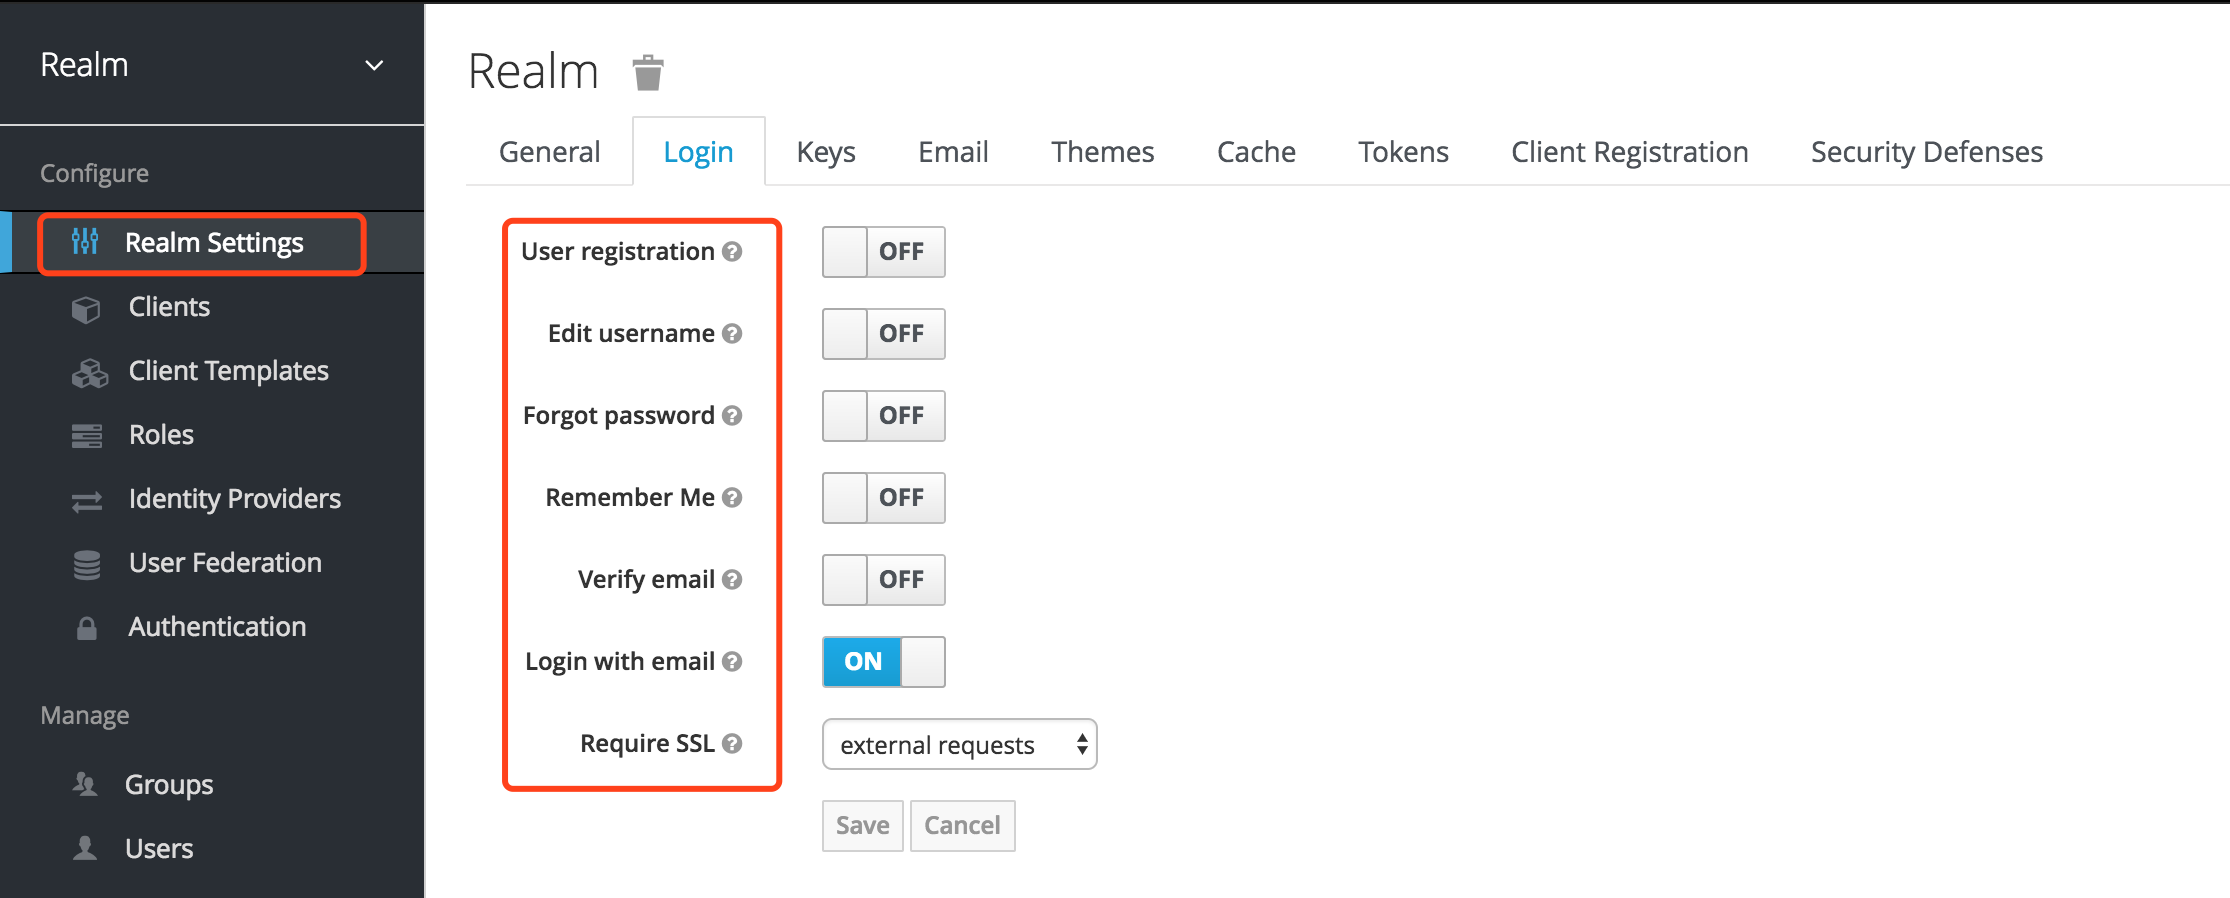 Realm
Configure
Realm Settings
Clients
Client Templates
Roles
Identity Providers
User Federation
Authentication
Manage
Groups
Users
Realm
General Login Keys Email Themes Cache Tokens Client Registration Security Defenses
User registration OFF
Edit username OFF
Forgot password OFF
Remember Me OFF
Verify email OFF
Login with email ON
Require SSL external requests
Save Cancel